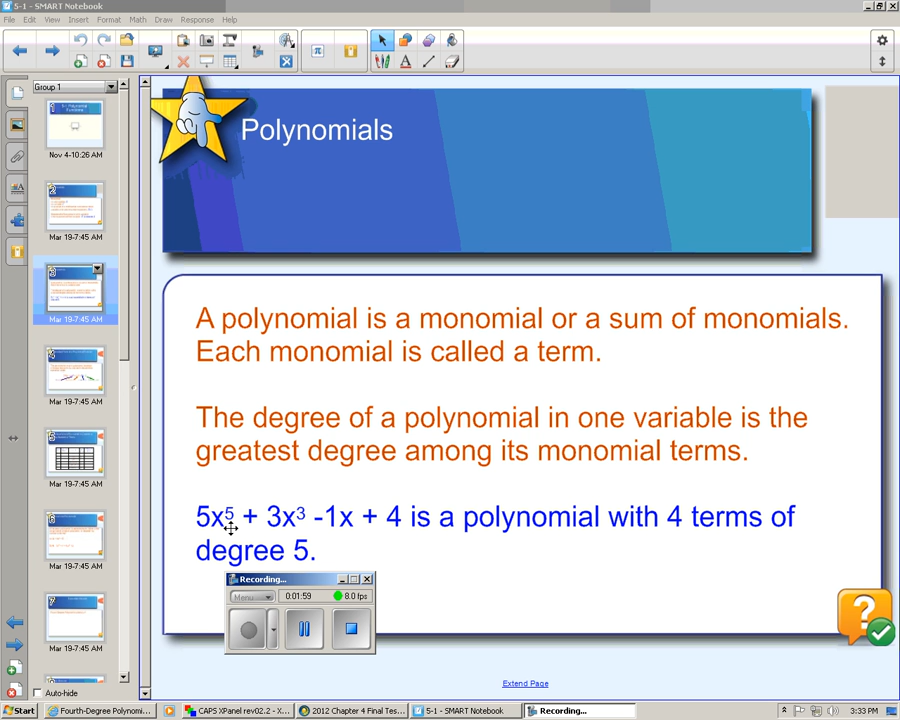 5-1 - SMART Notebook
File Edit View Insert Format Math Draw Response Help
Group 1
Nov 4-10:26 AM
2
Mar 19-7:45 AM
3
Mar 19-7:45 AM
4
Mar 19-7:45 AM
5
Mar 19-7:45 AM
6
Mar 19-7:45 AM
7
Mar 19-7:45 AM
Auto-hide
Polynomials
A polynomial is a monomial or a sum of monomials.
Each monomial is called a term.
The degree of a polynomial in one variable is the
greatest degree among its monomial terms.
5x⁵ + 3x³ -1x + 4 is a polynomial with 4 terms of
degree 5.
Recording...
Menu 0:01:59 8.0 fps
Extend Page
Start Fourth-Degree Polynomi... CAPS XPanel rev02.2 - X... 2012 Chapter 4 Final Tes... 5-1 - SMART Notebook Recording... 3:33 PM